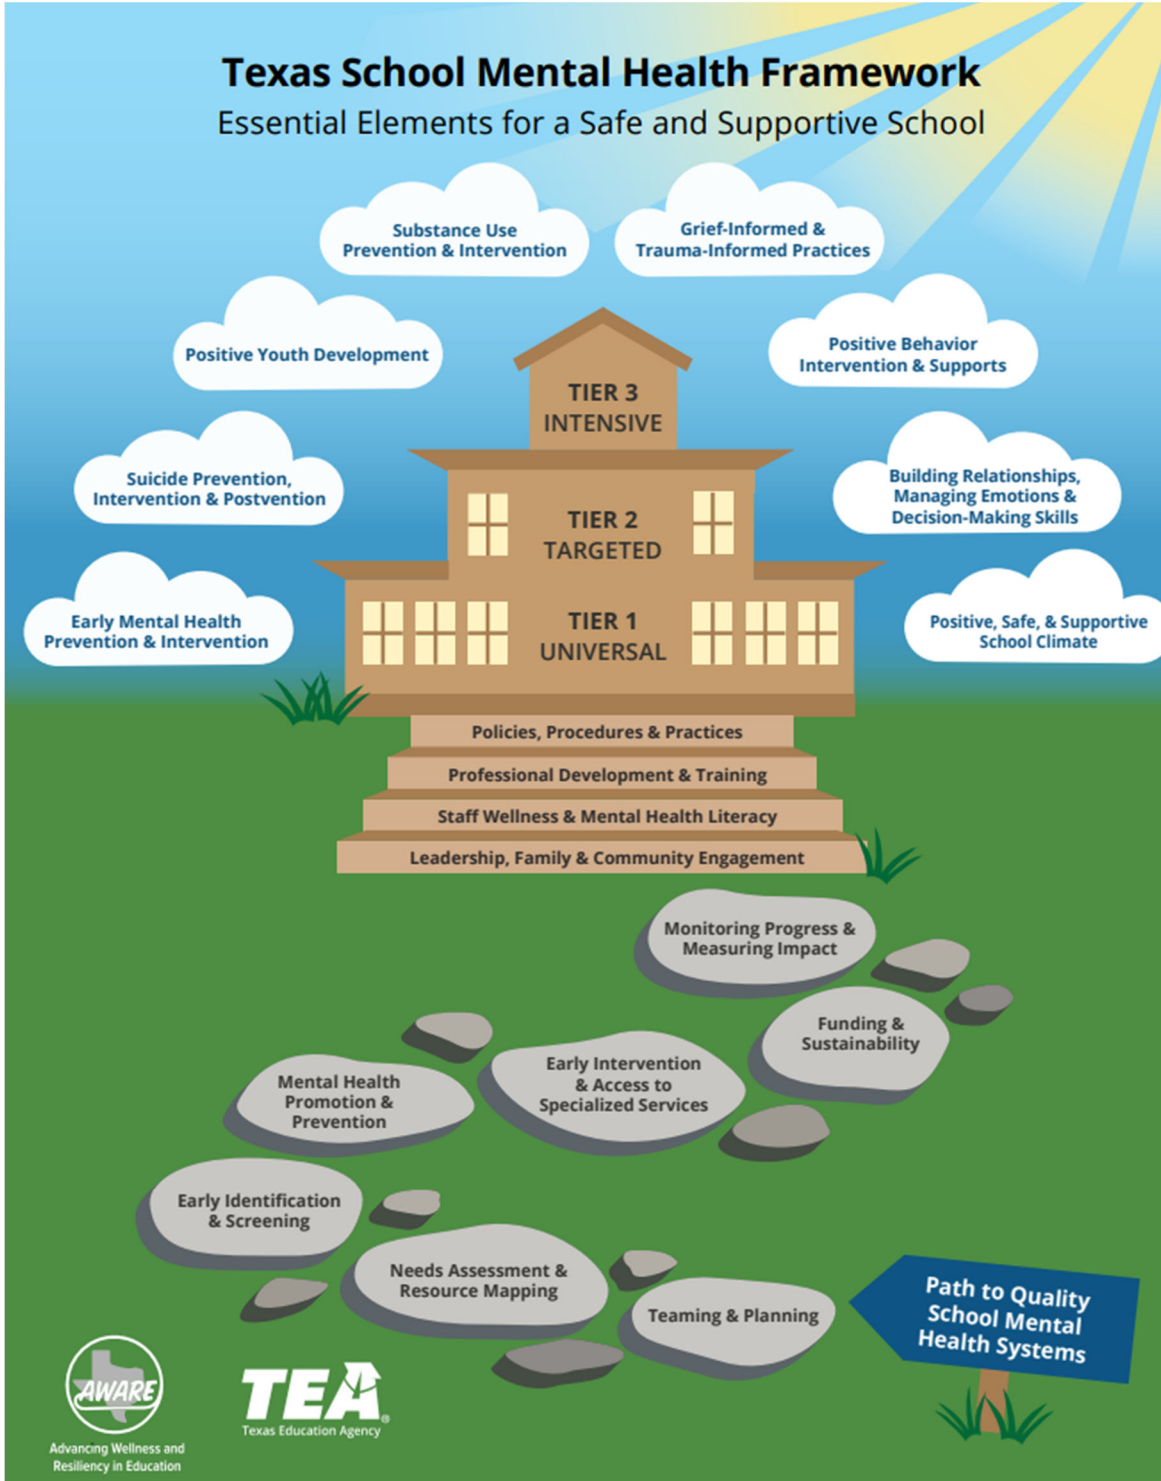 Texas School Mental Health Framework
Essential Elements for a Safe and Supportive School
Substance Use
Prevention & Intervention
Grief-Informed &
Trauma-Informed Practices
Positive Youth Development
Positive Behavior
Intervention & Supports
Suicide Prevention,
Intervention & Postvention
Building Relationships,
Managing Emotions &
Decision-Making Skills
Early Mental Health
Prevention & Intervention
Positive, Safe, & Supportive
School Climate
TIER 3
INTENSIVE
TIER 2
TARGETED
TIER 1
UNIVERSAL
Policies, Procedures & Practices
Professional Development & Training
Staff Wellness & Mental Health Literacy
Leadership, Family & Community Engagement
Monitoring Progress &
Measuring Impact
Funding &
Sustainability
Early Intervention
& Access to
Specialized Services
Mental Health
Promotion &
Prevention
Early Identification
& Screening
Needs Assessment &
Resource Mapping
Teaming & Planning
Path to Quality
School Mental
Health Systems
AWARE
Advancing Wellness and
Resiliency in Education
TEA®
Texas Education Agency